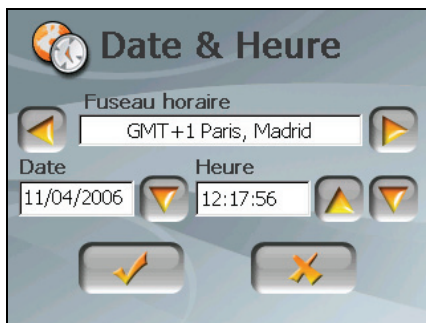 Date & Heure
Fuseau horaire
GMT+1 Paris, Madrid
Date Heure
11/04/2006 12:17:56